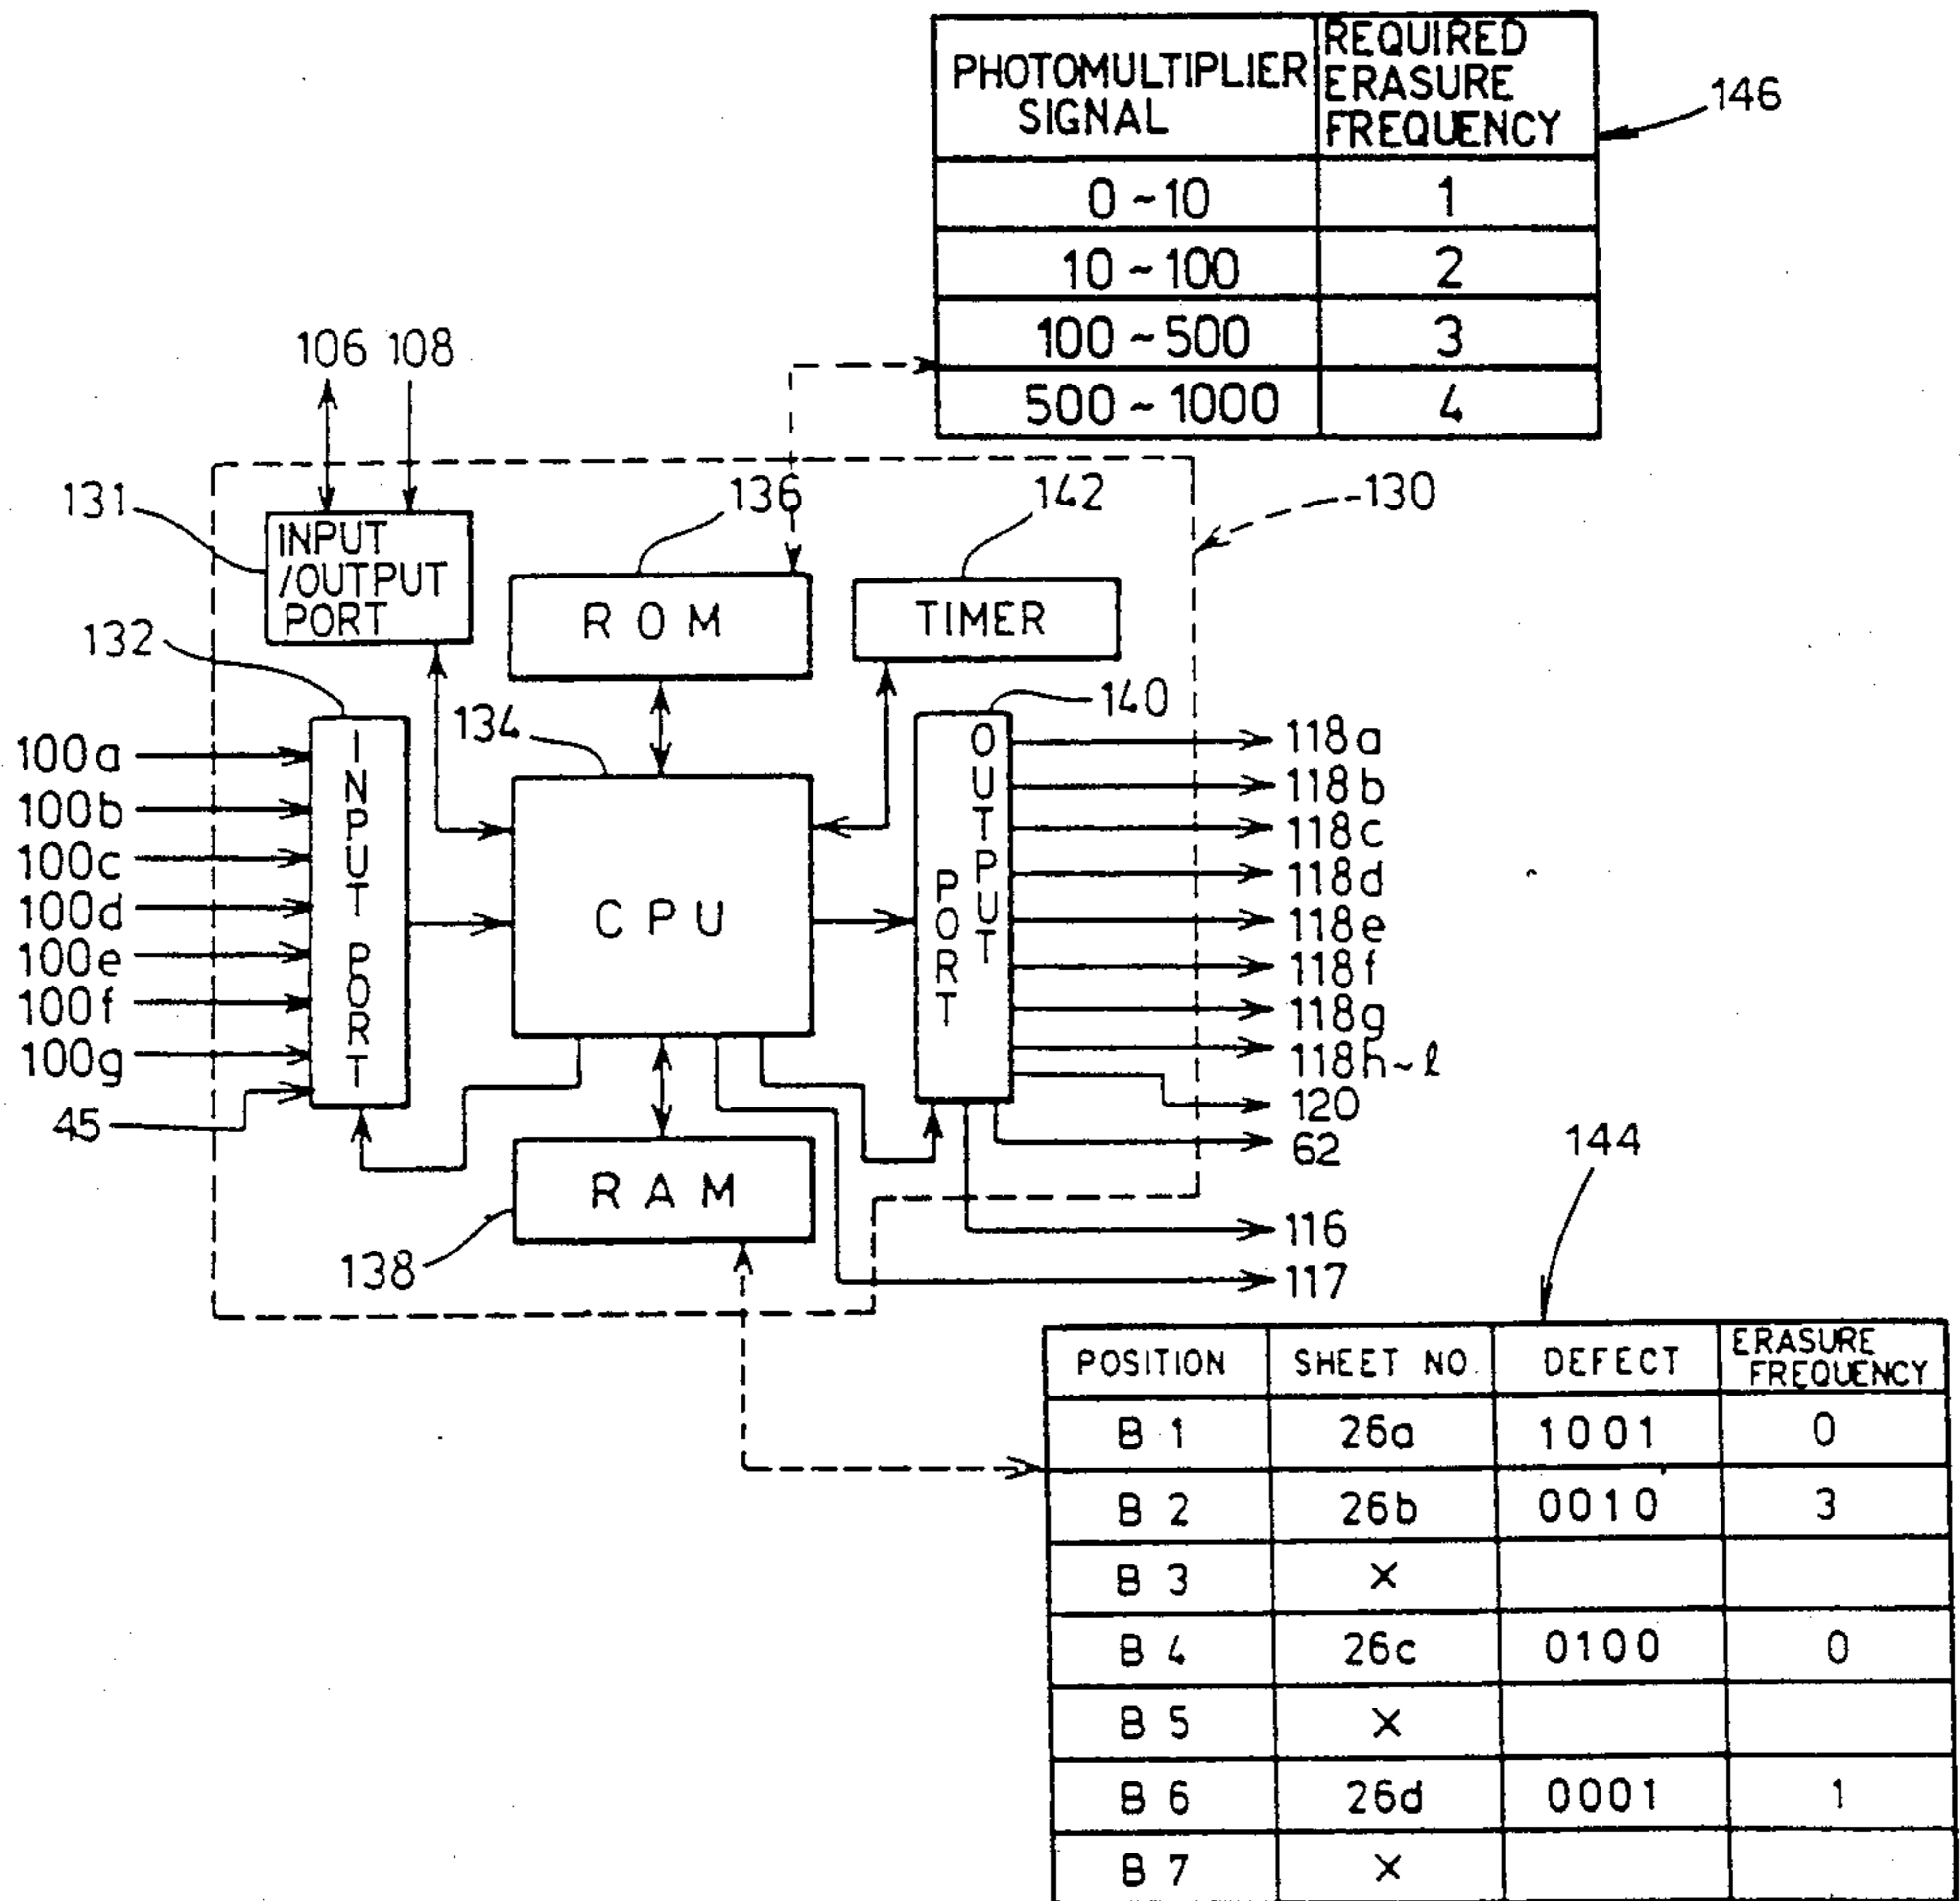 PHOTOMULTIPLIER SIGNAL
REQUIRED ERASURE FREQUENCY
0 ~ 10 1
10 ~ 100 2
100 ~ 500 3
500 ~ 1000 4
146
106 108
131
INPUT
/OUTPUT
PORT
136
ROM
142
TIMER
130
132
INPUT PORT
134
CPU
140
OUTPUT PORT
100a
100b
100c
100d
100e
100f
100g
45
118a
118b
118c
118d
118e
118f
118g
118h~l
120
62
116
117
RAM
138
144
POSITION SHEET NO. DEFECT ERASURE FREQUENCY
B 1 26a 1001 0
B 2 26b 0010 3
B 3 ×
B 4 26c 0100 0
B 5 ×
B 6 26d 0001 1
B 7 ×